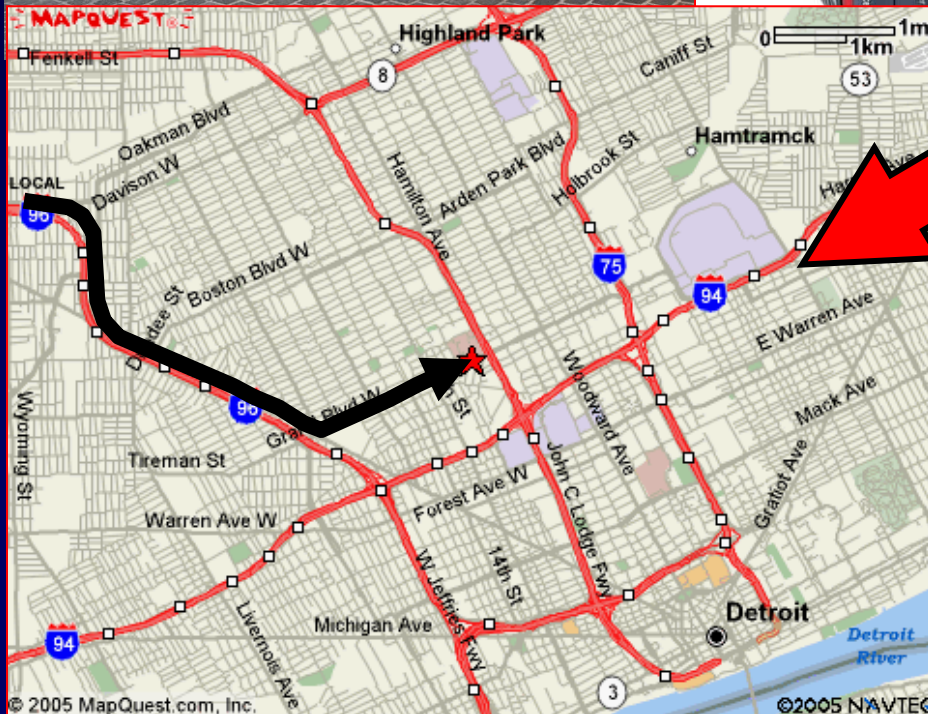 MAPQUEST
Highland Park
0
1m
1km
Fenkell St
Caniff St
8
53
Oakman Blvd
Hamtramck
Davison W
Hamilton Ave
Arden Park Blvd
Holbrook St
LOCAL
96
75
Boston Blvd W
94
E Warren Ave
St
Woodward Ave
96
Blvd W
St
Mack Ave
Wyoming St
Tireman St
John C Lodge Fwy
Gratiot Ave
Forest Ave W
Warren Ave W
14th St
W Jeffries Fwy
Livernois Ave
Michigan Ave
Detroit
94
Detroit
River
3
© 2005 MapQuest.com, Inc.
©2005 NAVTEQ